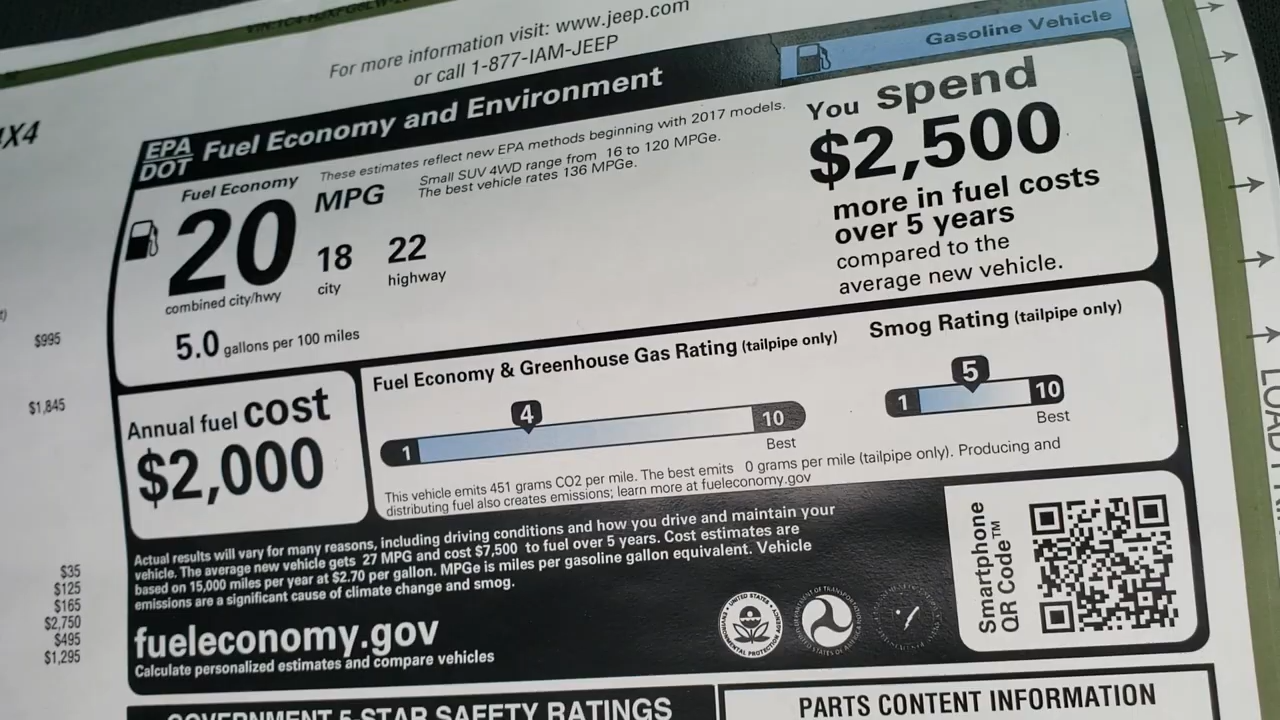 For more information visit: www.jeep.com
or call 1-877-IAM-JEEP
4X4
EPA
DOT
Fuel Economy and Environment
Gasoline Vehicle
Fuel Economy
These estimates reflect new EPA methods beginning with 2017 models.
20
MPG
Small SUV 4WD range from 16 to 120 MPGe.
The best vehicle rates 136 MPGe.
18
city
22
highway
combined city/hwy
5.0 gallons per 100 miles
You spend
$2,500
more in fuel costs
over 5 years
compared to the
average new vehicle.
$995
$1,845
Annual fuel cost
$2,000
Fuel Economy & Greenhouse Gas Rating (tailpipe only)
4
1
10
Best
Smog Rating (tailpipe only)
5
1
10
Best
This vehicle emits 451 grams CO2 per mile. The best emits 0 grams per mile (tailpipe only). Producing and
distributing fuel also creates emissions; learn more at fueleconomy.gov
Actual results will vary for many reasons, including driving conditions and how you drive and maintain your
vehicle. The average new vehicle gets 27 MPG and cost $7,500 to fuel over 5 years. Cost estimates are
based on 15,000 miles per year at $2.70 per gallon. MPGe is miles per gasoline gallon equivalent. Vehicle
emissions are a significant cause of climate change and smog.
fueleconomy.gov
Calculate personalized estimates and compare vehicles
Smartphone
QR Code™
$35
$125
$165
$2,750
$495
$1,295
GOVERNMENT 5-STAR SAFETY RATINGS
PARTS CONTENT INFORMATION